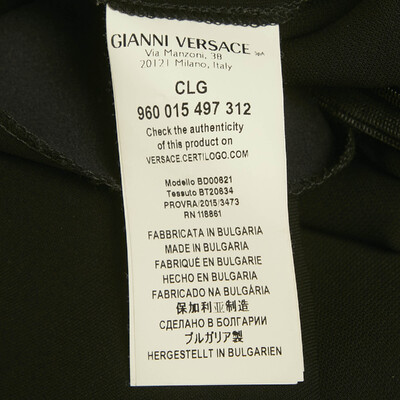 GIANNI VERSACE SpA
Via Manzoni, 38
20121 Milano, Italy
CLG
960 015 497 312
Check the authenticity
of this product on
VERSACE.CERTILOGO.COM
Modello BD00621
Tessuto BT20634
PROVRA/2015/3473
RN 118861
FABBRICATA IN BULGARIA
MADE IN BULGARIA
FABRIQUÉ EN BULGARIE
HECHO EN BULGARIA
FABRICADO NA BULGÁRIA
保加利亚制造
СДЕЛАНО В БОЛГАРИИ
ブルガリア製
HERGESTELLT IN BULGARIEN